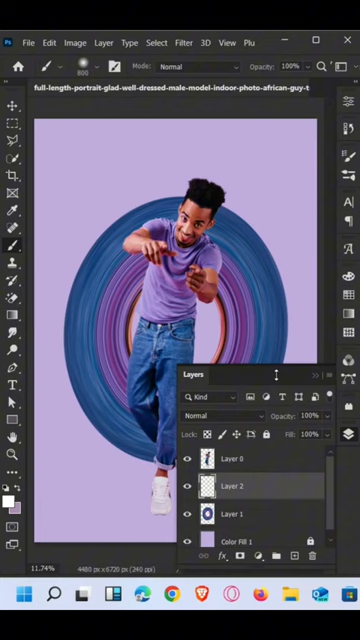 Ps File Edit Image Layer Type Select Filter 3D View Plu
800 Mode: Normal Opacity: 100%
full-length-portrait-glad-well-dressed-male-model-indoor-photo-african-guy-t
Layers
Kind
Normal Opacity: 100%
Lock: Fill: 100%
Layer 0
Layer 2
Layer 1
Color Fill 1
fx
11.74% 4480 px x 6720 px (240 ppi)